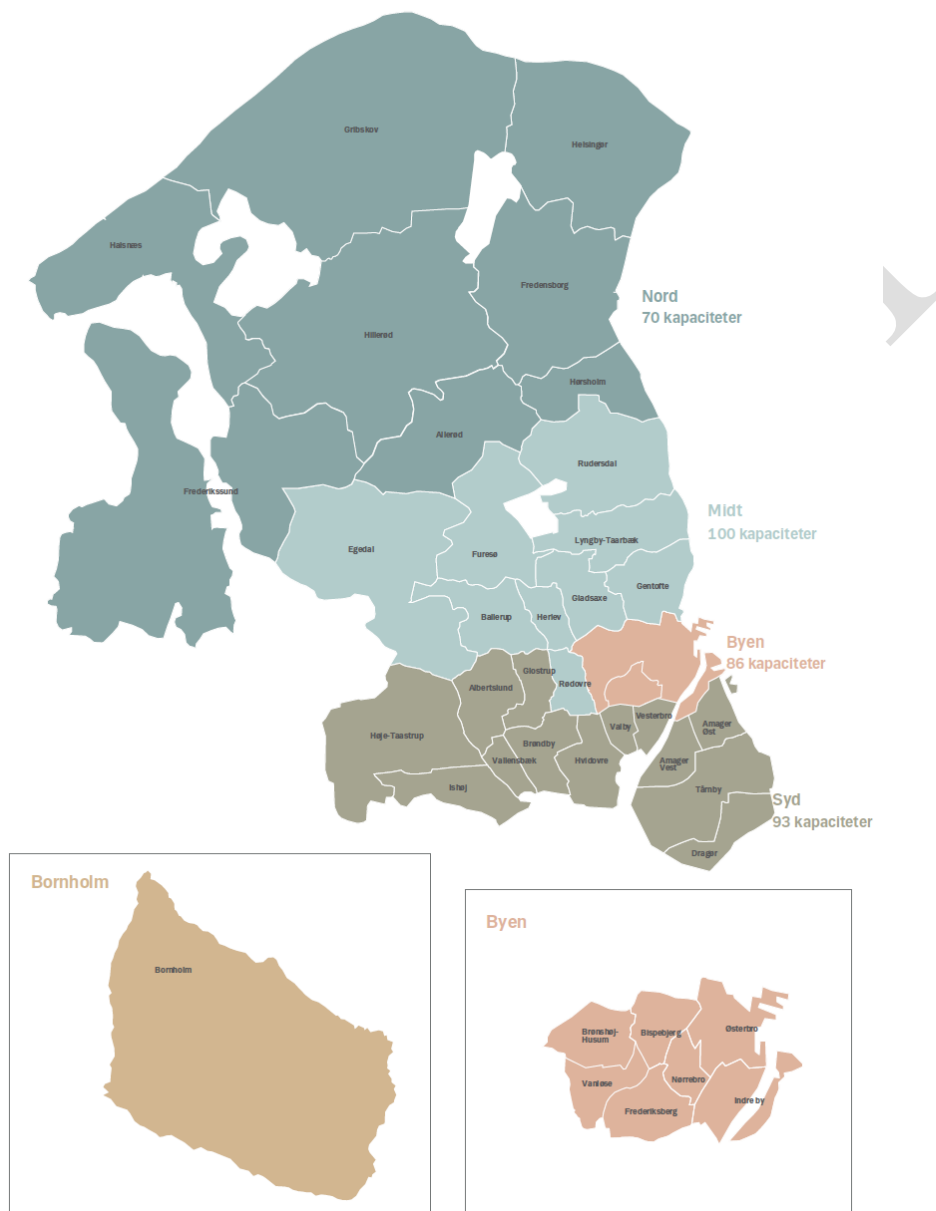 Gribskov
Helsingør
Halsnæs
Fredensborg
Nord
70 kapaciteter
Hillerød
Hørsholm
Allerød
Rudersdal
Frederikssund
Midt
100 kapaciteter
Egedal
Furesø
Lyngby-Taarbæk
Gentofte
Gladsaxe
Ballerup
Herlev
Byen
86 kapaciteter
Glostrup
Albertslund
Rødovre
Høje-Taastrup
Brøndby
Vallensbæk
Hvidovre
Valby
Vesterbro
Amager
Øst
Amager
Vest
Ishøj
Tårnby
Syd
93 kapaciteter
Dragør
Bornholm
Bornholm
Byen
Brønshøj-
Husum
Bispebjerg
Østerbro
Vanløse
Nørrebro
Frederiksberg
Indre by